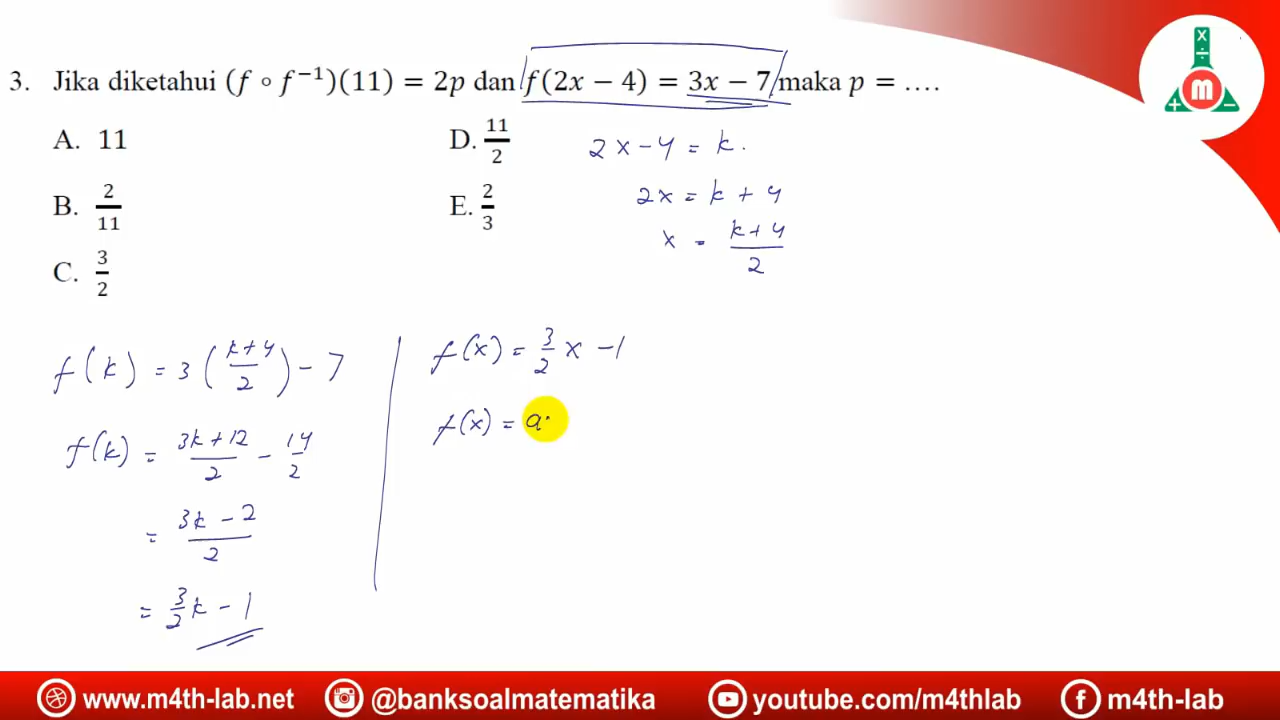 3. Jika diketahui (f ∘ f⁻¹)(11) = 2p dan f(2x − 4) = 3x − 7 maka p = ….
A. 11
B. 2/11
C. 3/2
D. 11/2
E. 2/3
2x − 4 = k.
2x = k + 4
x = (k+4)/2
f(k) = 3((k+4)/2) − 7
f(k) = (3k+12)/2 − 14/2
= (3k − 2)/2
= 3/2 k − 1
f(x) = 3/2 x − 1
f(x) = a
x
m
+ −
www.m4th-lab.net
@banksoalmatematika
youtube.com/m4thlab
m4th-lab